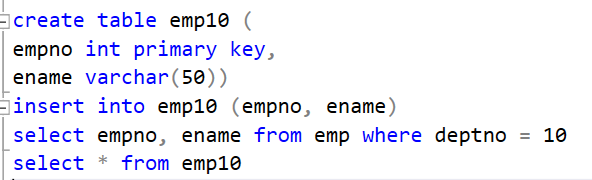 create table emp10 (
empno int primary key,
ename varchar(50))
insert into emp10 (empno, ename)
select empno, ename from emp where deptno = 10
select * from emp10